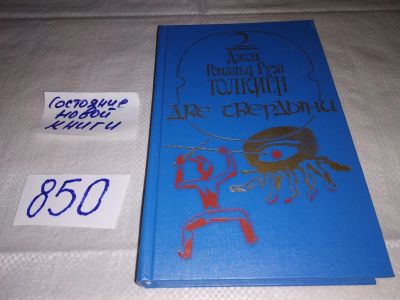 Состояние
новой
книги
850
2
Джон
Рональд Руэл
ТОЛКИЕН
ДВЕ ТВЕРДЫНИ